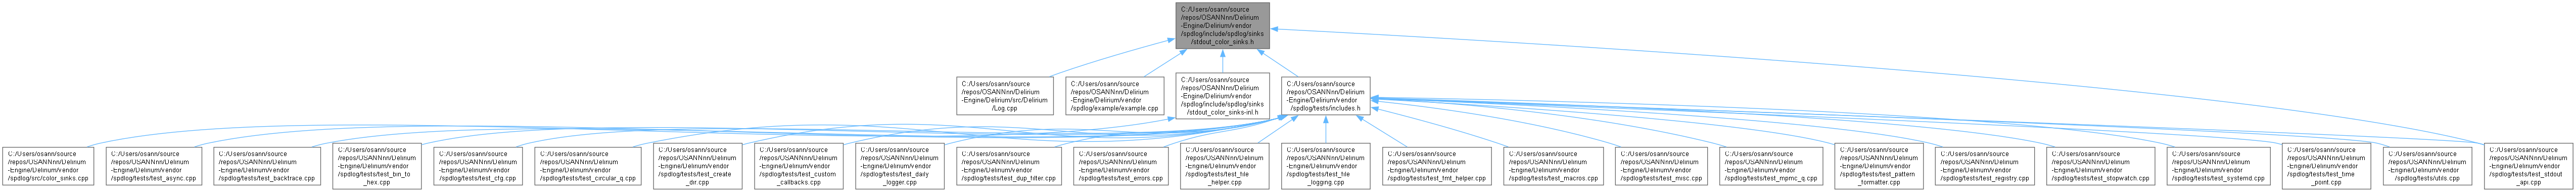 C:/Users/osann/source
/repos/OSANNnn/Delirium
-Engine/Delirium/vendor
/spdlog/include/spdlog/sinks
/stdout_color_sinks.h
C:/Users/osann/source
/repos/OSANNnn/Delirium
-Engine/Delirium/src/Delirium
/Log.cpp
C:/Users/osann/source
/repos/OSANNnn/Delirium
-Engine/Delirium/vendor
/spdlog/example/example.cpp
C:/Users/osann/source
/repos/OSANNnn/Delirium
-Engine/Delirium/vendor
/spdlog/include/spdlog/sinks
/stdout_color_sinks-inl.h
C:/Users/osann/source
/repos/OSANNnn/Delirium
-Engine/Delirium/vendor
/spdlog/tests/includes.h
C:/Users/osann/source
/repos/OSANNnn/Delirium
-Engine/Delirium/vendor
/spdlog/src/color_sinks.cpp
C:/Users/osann/source
/repos/OSANNnn/Delirium
-Engine/Delirium/vendor
/spdlog/tests/test_async.cpp
C:/Users/osann/source
/repos/OSANNnn/Delirium
-Engine/Delirium/vendor
/spdlog/tests/test_backtrace.cpp
C:/Users/osann/source
/repos/OSANNnn/Delirium
-Engine/Delirium/vendor
/spdlog/tests/test_bin_to
_hex.cpp
C:/Users/osann/source
/repos/OSANNnn/Delirium
-Engine/Delirium/vendor
/spdlog/tests/test_cfg.cpp
C:/Users/osann/source
/repos/OSANNnn/Delirium
-Engine/Delirium/vendor
/spdlog/tests/test_circular_q.cpp
C:/Users/osann/source
/repos/OSANNnn/Delirium
-Engine/Delirium/vendor
/spdlog/tests/test_create
_dir.cpp
C:/Users/osann/source
/repos/OSANNnn/Delirium
-Engine/Delirium/vendor
/spdlog/tests/test_custom
_callbacks.cpp
C:/Users/osann/source
/repos/OSANNnn/Delirium
-Engine/Delirium/vendor
/spdlog/tests/test_daily
_logger.cpp
C:/Users/osann/source
/repos/OSANNnn/Delirium
-Engine/Delirium/vendor
/spdlog/tests/test_dup_filter.cpp
C:/Users/osann/source
/repos/OSANNnn/Delirium
-Engine/Delirium/vendor
/spdlog/tests/test_errors.cpp
C:/Users/osann/source
/repos/OSANNnn/Delirium
-Engine/Delirium/vendor
/spdlog/tests/test_file
_helper.cpp
C:/Users/osann/source
/repos/OSANNnn/Delirium
-Engine/Delirium/vendor
/spdlog/tests/test_file
_logging.cpp
C:/Users/osann/source
/repos/OSANNnn/Delirium
-Engine/Delirium/vendor
/spdlog/tests/test_fmt_helper.cpp
C:/Users/osann/source
/repos/OSANNnn/Delirium
-Engine/Delirium/vendor
/spdlog/tests/test_macros.cpp
C:/Users/osann/source
/repos/OSANNnn/Delirium
-Engine/Delirium/vendor
/spdlog/tests/test_misc.cpp
C:/Users/osann/source
/repos/OSANNnn/Delirium
-Engine/Delirium/vendor
/spdlog/tests/test_mpmc_q.cpp
C:/Users/osann/source
/repos/OSANNnn/Delirium
-Engine/Delirium/vendor
/spdlog/tests/test_pattern
_formatter.cpp
C:/Users/osann/source
/repos/OSANNnn/Delirium
-Engine/Delirium/vendor
/spdlog/tests/test_registry.cpp
C:/Users/osann/source
/repos/OSANNnn/Delirium
-Engine/Delirium/vendor
/spdlog/tests/test_stopwatch.cpp
C:/Users/osann/source
/repos/OSANNnn/Delirium
-Engine/Delirium/vendor
/spdlog/tests/test_systemd.cpp
C:/Users/osann/source
/repos/OSANNnn/Delirium
-Engine/Delirium/vendor
/spdlog/tests/test_time
_point.cpp
C:/Users/osann/source
/repos/OSANNnn/Delirium
-Engine/Delirium/vendor
/spdlog/tests/utils.cpp
C:/Users/osann/source
/repos/OSANNnn/Delirium
-Engine/Delirium/vendor
/spdlog/tests/test_stdout
_api.cpp